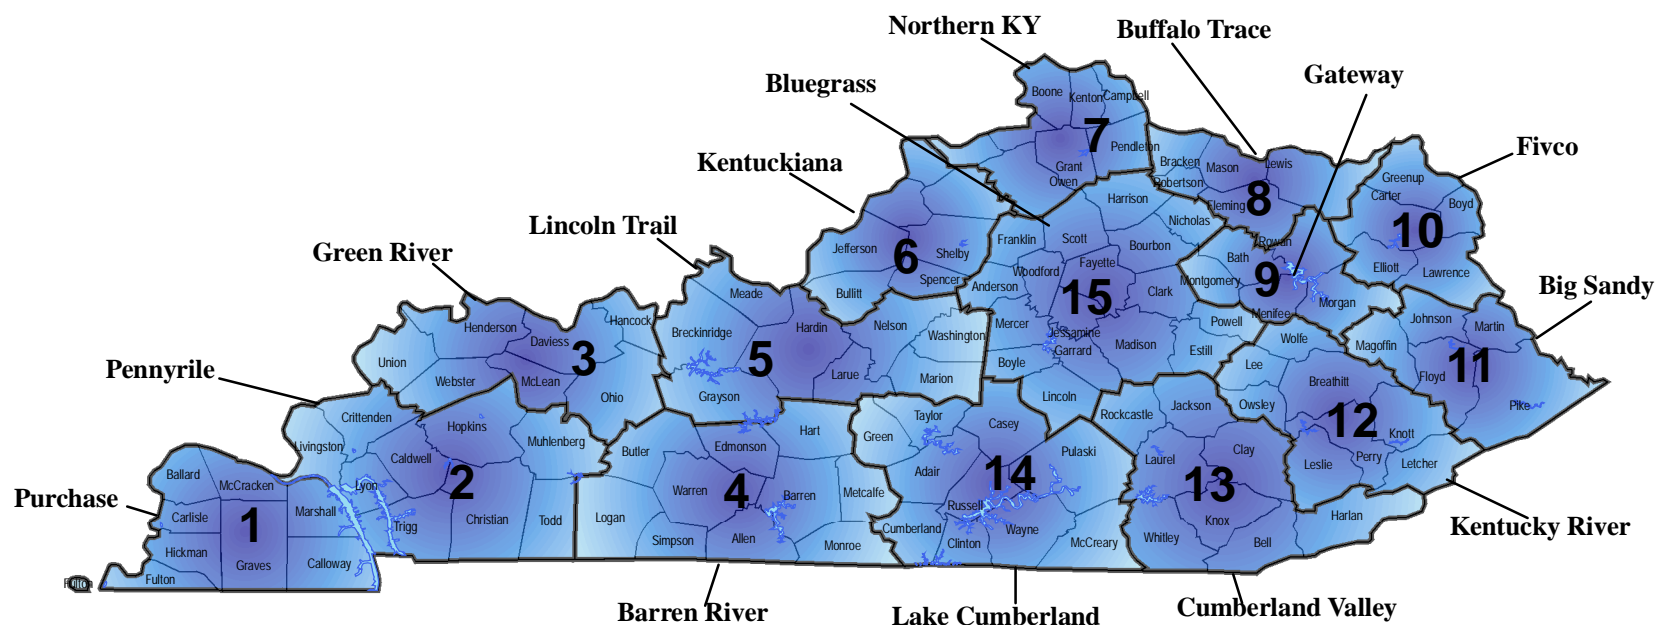 Northern KY
Buffalo Trace
Gateway
Bluegrass
Fivco
Kentuckiana
Lincoln Trail
Green River
Big Sandy
Pennyrile
Purchase
Kentucky River
Barren River
Lake Cumberland
Cumberland Valley
1
Ballard
McCracken
Carlisle
Marshall
Hickman
Graves
Calloway
Fulton
Fulton
2
Crittenden
Livingston
Hopkins
Muhlenberg
Caldwell
Lyon
Trigg
Christian
Todd
3
Henderson
Hancock
Daviess
Union
Webster
McLean
Ohio
4
Butler
Edmonson
Hart
Warren
Barren
Metcalfe
Logan
Simpson
Allen
Monroe
5
Meade
Breckinridge
Hardin
Nelson
Washington
Larue
Marion
Grayson
6
Jefferson
Shelby
Spencer
Bullitt
7
Boone
Kenton
Campbell
Pendleton
Grant
Owen
8
Bracken
Mason
Lewis
Robertson
Fleming
9
Rowan
Bath
Montgomery
Menifee
Morgan
10
Greenup
Carter
Boyd
Elliott
Lawrence
11
Johnson
Martin
Magoffin
Floyd
Pike
12
Wolfe
Lee
Breathitt
Owsley
Knott
Perry
Leslie
Letcher
13
Rockcastle
Jackson
Clay
Laurel
Knox
Whitley
Bell
Harlan
14
Taylor
Casey
Green
Pulaski
Adair
Russell
Cumberland
Wayne
Clinton
McCreary
15
Harrison
Nicholas
Franklin
Scott
Bourbon
Woodford
Fayette
Anderson
Clark
Mercer
Jessamine
Powell
Garrard
Madison
Estill
Boyle
Lincoln